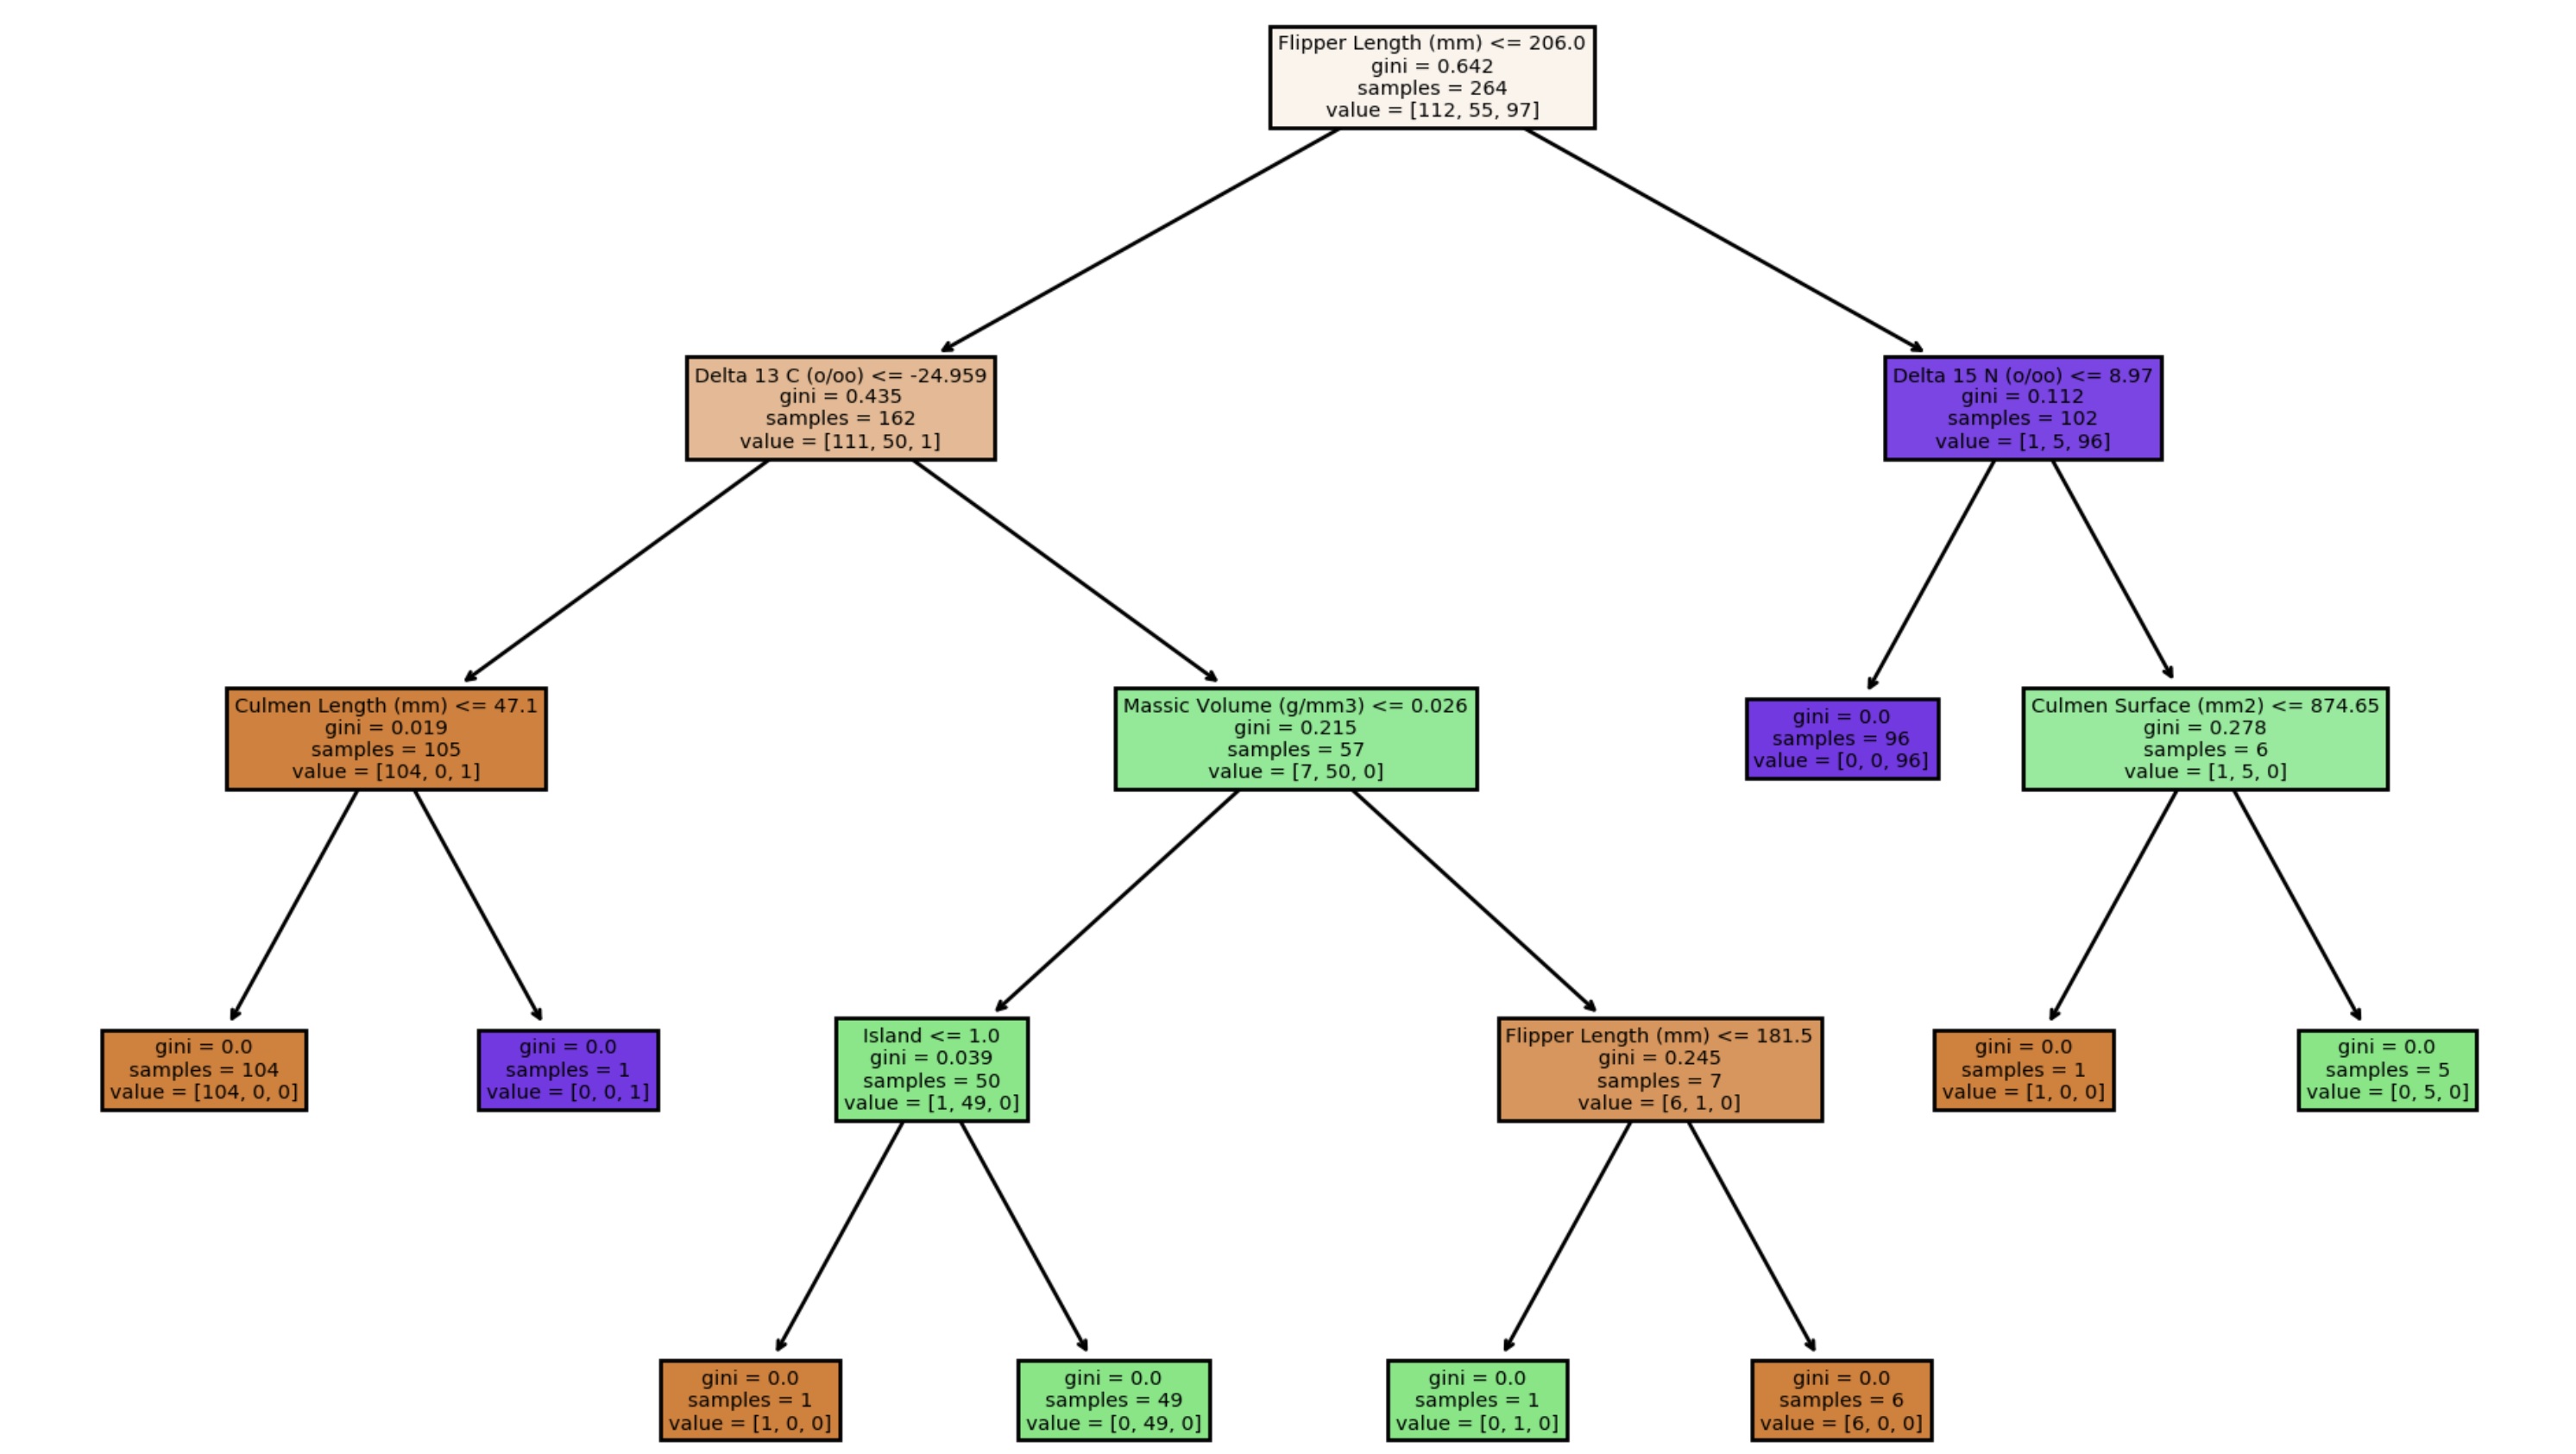 Flipper Length (mm) <= 206.0
gini = 0.642
samples = 264
value = [112, 55, 97]
Delta 13 C (o/oo) <= -24.959
gini = 0.435
samples = 162
value = [111, 50, 1]
Delta 15 N (o/oo) <= 8.97
gini = 0.112
samples = 102
value = [1, 5, 96]
Culmen Length (mm) <= 47.1
gini = 0.019
samples = 105
value = [104, 0, 1]
Massic Volume (g/mm3) <= 0.026
gini = 0.215
samples = 57
value = [7, 50, 0]
gini = 0.0
samples = 96
value = [0, 0, 96]
Culmen Surface (mm2) <= 874.65
gini = 0.278
samples = 6
value = [1, 5, 0]
gini = 0.0
samples = 104
value = [104, 0, 0]
gini = 0.0
samples = 1
value = [0, 0, 1]
Island <= 1.0
gini = 0.039
samples = 50
value = [1, 49, 0]
Flipper Length (mm) <= 181.5
gini = 0.245
samples = 7
value = [6, 1, 0]
gini = 0.0
samples = 1
value = [1, 0, 0]
gini = 0.0
samples = 5
value = [0, 5, 0]
gini = 0.0
samples = 1
value = [1, 0, 0]
gini = 0.0
samples = 49
value = [0, 49, 0]
gini = 0.0
samples = 1
value = [0, 1, 0]
gini = 0.0
samples = 6
value = [6, 0, 0]